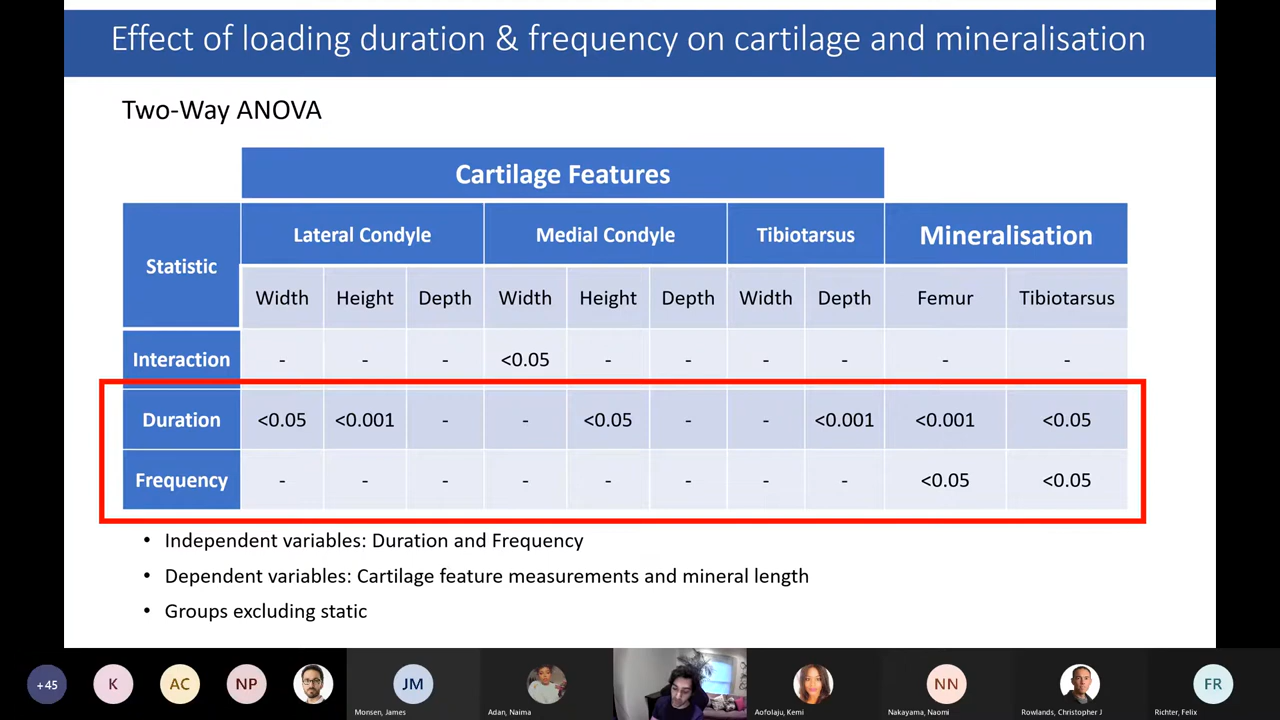 Effect of loading duration & frequency on cartilage and mineralisation
Two-Way ANOVA
Cartilage Features
Statistic Lateral Condyle Medial Condyle Tibiotarsus Mineralisation
Width Height Depth Width Height Depth Width Depth Femur Tibiotarsus
Interaction - - - <0.05 - - - - - -
Duration <0.05 <0.001 - - <0.05 - - <0.001 <0.001 <0.05
Frequency - - - - - - - - <0.05 <0.05
• Independent variables: Duration and Frequency
• Dependent variables: Cartilage feature measurements and mineral length
• Groups excluding static
+45 K AC NP JM NN FR
Monsen, James Adan, Naima Aofolaju, Kemi Nakayama, Naomi Rowlands, Christopher J Richter, Felix